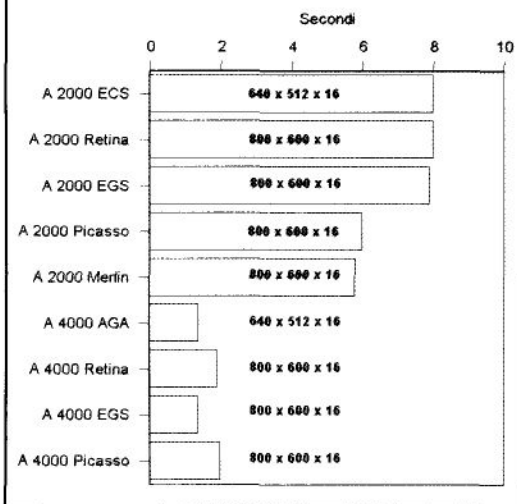 Secondi
0 2 4 6 8 10
A 2000 ECS 640 x 512 x 16
A 2000 Retina 800 x 600 x 16
A 2000 EGS 800 x 600 x 16
A 2000 Picasso 800 x 600 x 16
A 2000 Merlin 800 x 600 x 16
A 4000 AGA 640 x 512 x 16
A 4000 Retina 800 x 600 x 16
A 4000 EGS 800 x 600 x 16
A 4000 Picasso 800 x 600 x 16